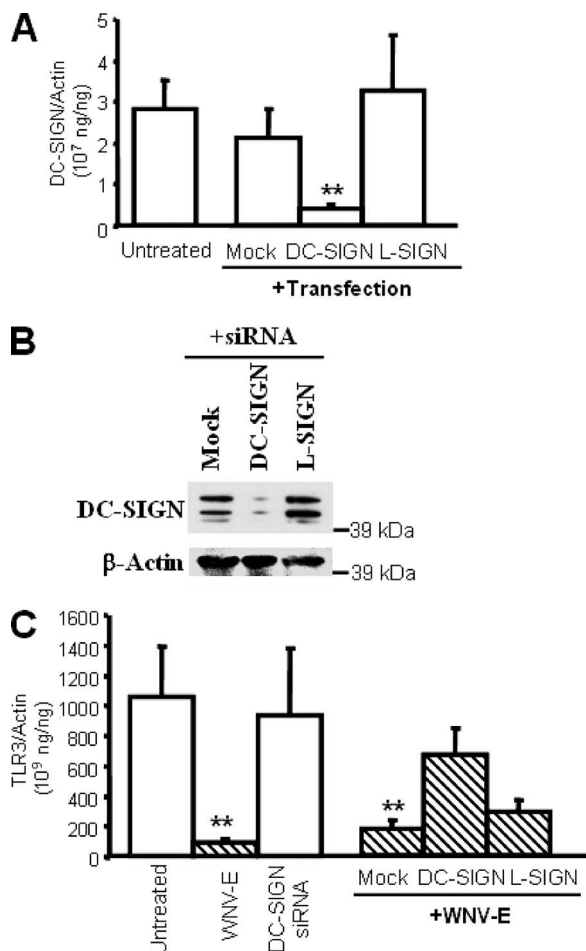 A
DC-SIGN/Actin
(10⁷ ng/ng)
5
4
3
2
1
0
**
Untreated
Mock DC-SIGN L-SIGN
+Transfection
B
+siRNA
Mock
DC-SIGN
L-SIGN
DC-SIGN
39 kDa
β-Actin
39 kDa
C
TLR3/Actin
(10⁹ ng/ng)
1600
1400
1200
1000
800
600
400
200
0
**
**
Untreated
WNV-E
DC-SIGN
siRNA
Mock DC-SIGN L-SIGN
+WNV-E